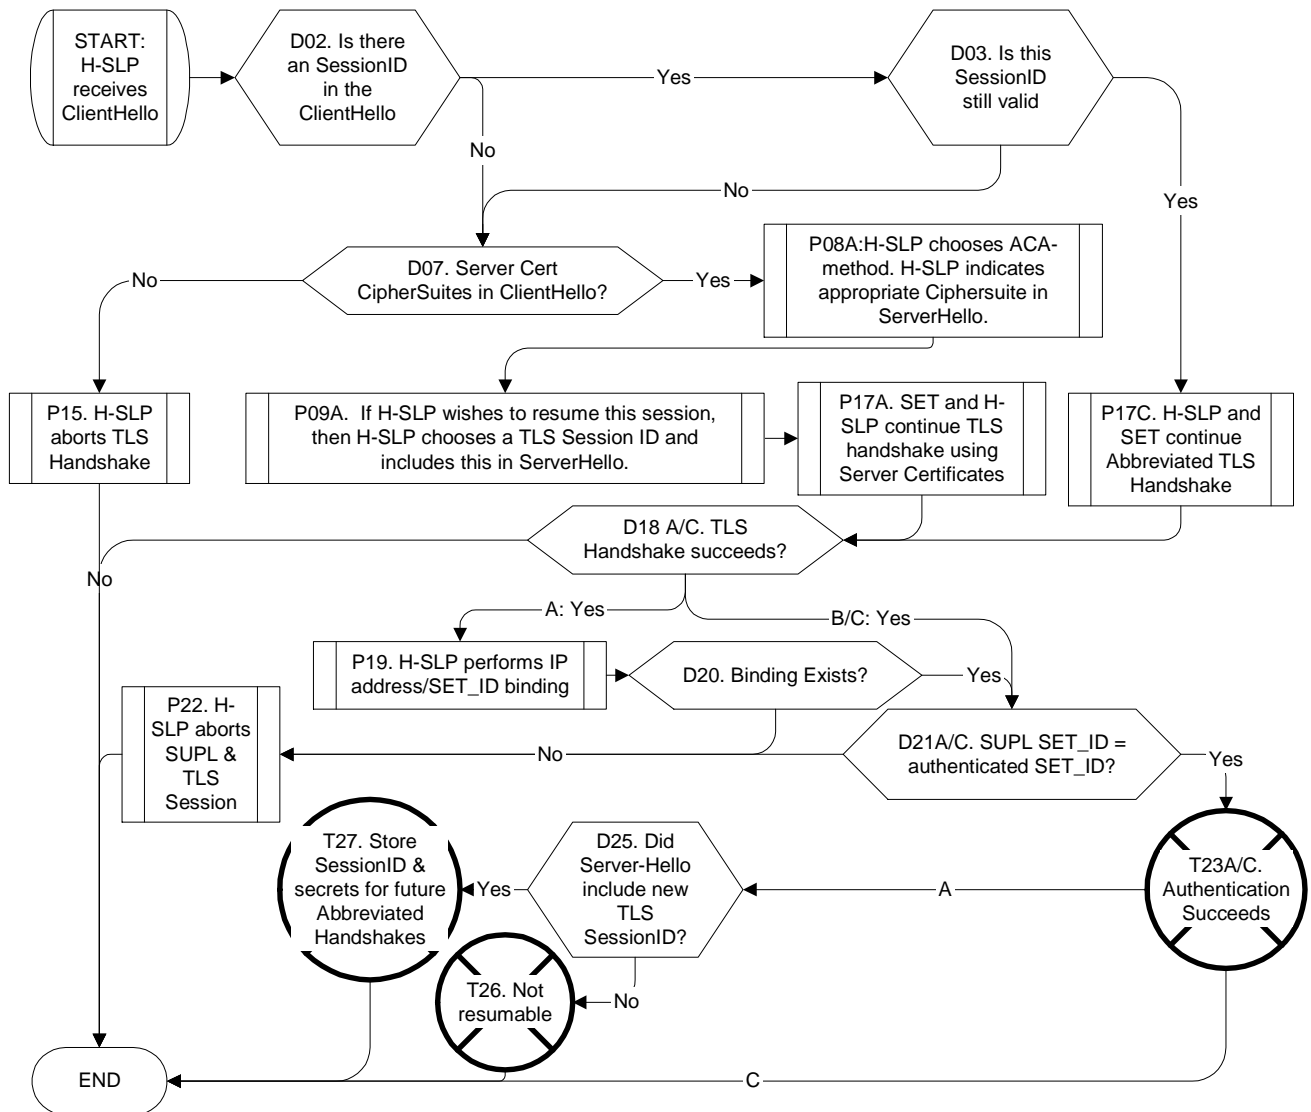 START:
H-SLP
receives
ClientHello
D02. Is there
an SessionID
in the
ClientHello
Yes
D03. Is this
SessionID
still valid
No
No
Yes
D07. Server Cert
CipherSuites in ClientHello?
No
Yes
P08A:H-SLP chooses ACA-
method. H-SLP indicates
appropriate Ciphersuite in
ServerHello.
P15. H-SLP
aborts TLS
Handshake
P09A.  If H-SLP wishes to resume this session,
then H-SLP chooses a TLS Session ID and
includes this in ServerHello.
P17A. SET and H-
SLP continue TLS
handshake using
Server Certificates
P17C. H-SLP and
SET continue
Abbreviated TLS
Handshake
D18 A/C. TLS
Handshake succeeds?
No
A: Yes
B/C: Yes
P19. H-SLP performs IP
address/SET_ID binding
D20. Binding Exists?
Yes
P22. H-
SLP aborts
SUPL &
TLS
Session
No
D21A/C. SUPL SET_ID =
authenticated SET_ID?
Yes
T27. Store
SessionID &
secrets for future
Abbreviated
Handshakes
Yes
D25. Did
Server-Hello
include new
TLS
SessionID?
A
T23A/C.
Authentication
Succeeds
T26. Not
resumable
No
END
C